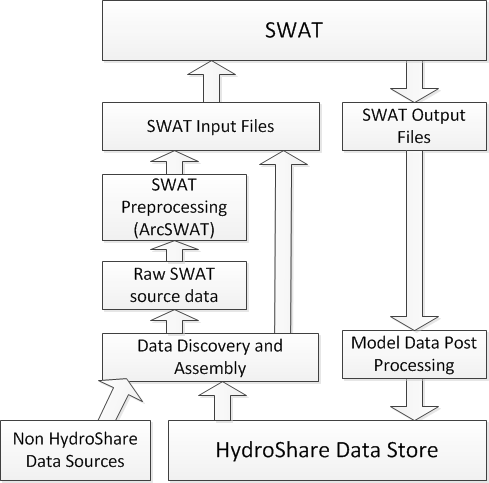 SWAT
SWAT Input Files
SWAT Output
Files
SWAT
Preprocessing
(ArcSWAT)
Raw SWAT
source data
Data Discovery and
Assembly
Model Data Post
Processing
Non HydroShare
Data Sources
HydroShare Data Store